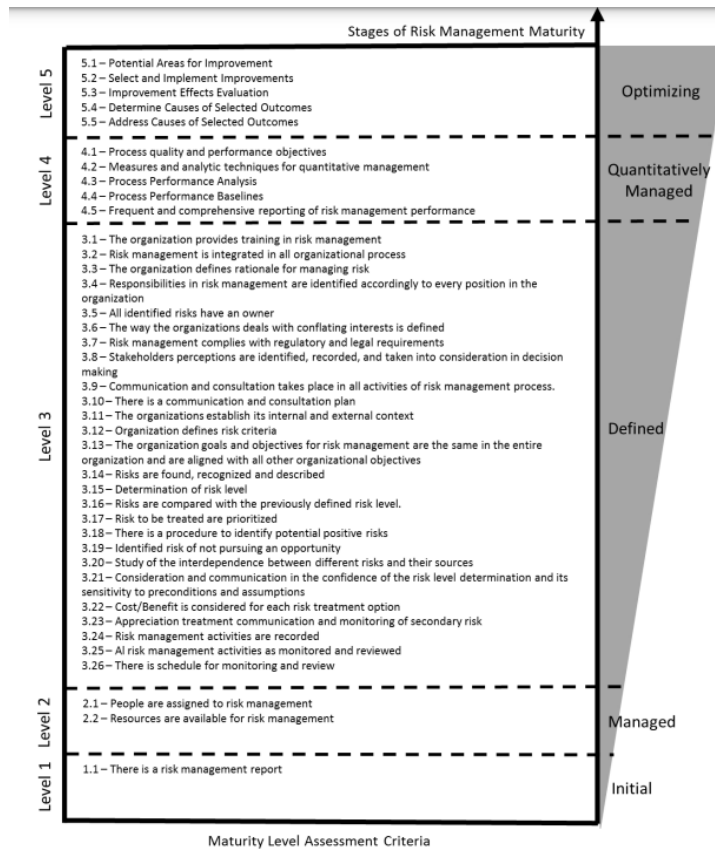 Stages of Risk Management Maturity
Level 5
5.1 – Potential Areas for Improvement
5.2 – Select and Implement Improvements
5.3 – Improvement Effects Evaluation
5.4 – Determine Causes of Selected Outcomes
5.5 – Address Causes of Selected Outcomes
Optimizing
Level 4
4.1 – Process quality and performance objectives
4.2 – Measures and analytic techniques for quantitative management
4.3 – Process Performance Analysis
4.4 – Process Performance Baselines
4.5 – Frequent and comprehensive reporting of risk management performance
Quantitatively
Managed
Level 3
3.1 – The organization provides training in risk management
3.2 – Risk management is integrated in all organizational process
3.3 – The organization defines rationale for managing risk
3.4 – Responsibilities in risk management are identified accordingly to every position in the
organization
3.5 – All identified risks have an owner
3.6 – The way the organizations deals with conflating interests is defined
3.7 – Risk management complies with regulatory and legal requirements
3.8 – Stakeholders perceptions are identified, recorded, and taken into consideration in decision
making
3.9 – Communication and consultation takes place in all activities of risk management process.
3.10 – There is a communication and consultation plan
3.11 – The organizations establish its internal and external context
3.12 – Organization defines risk criteria
3.13 – The organization goals and objectives for risk management are the same in the entire
organization and are aligned with all other organizational objectives
3.14 – Risks are found, recognized and described
3.15 – Determination of risk level
3.16 – Risks are compared with the previously defined risk level.
3.17 – Risk to be treated are prioritized
3.18 – There is a procedure to identify potential positive risks
3.19 – Identified risk of not pursuing an opportunity
3.20 – Study of the interdependence between different risks and their sources
3.21 – Consideration and communication in the confidence of the risk level determination and its
sensitivity to preconditions and assumptions
3.22 – Cost/Benefit is considered for each risk treatment option
3.23 – Appreciation treatment communication and monitoring of secondary risk
3.24 – Risk management activities are recorded
3.25 – Al risk management activities as monitored and reviewed
3.26 – There is schedule for monitoring and review
Defined
Level 2
2.1 – People are assigned to risk management
2.2 – Resources are available for risk management
Managed
Level 1
1.1 – There is a risk management report
Initial
Maturity Level Assessment Criteria